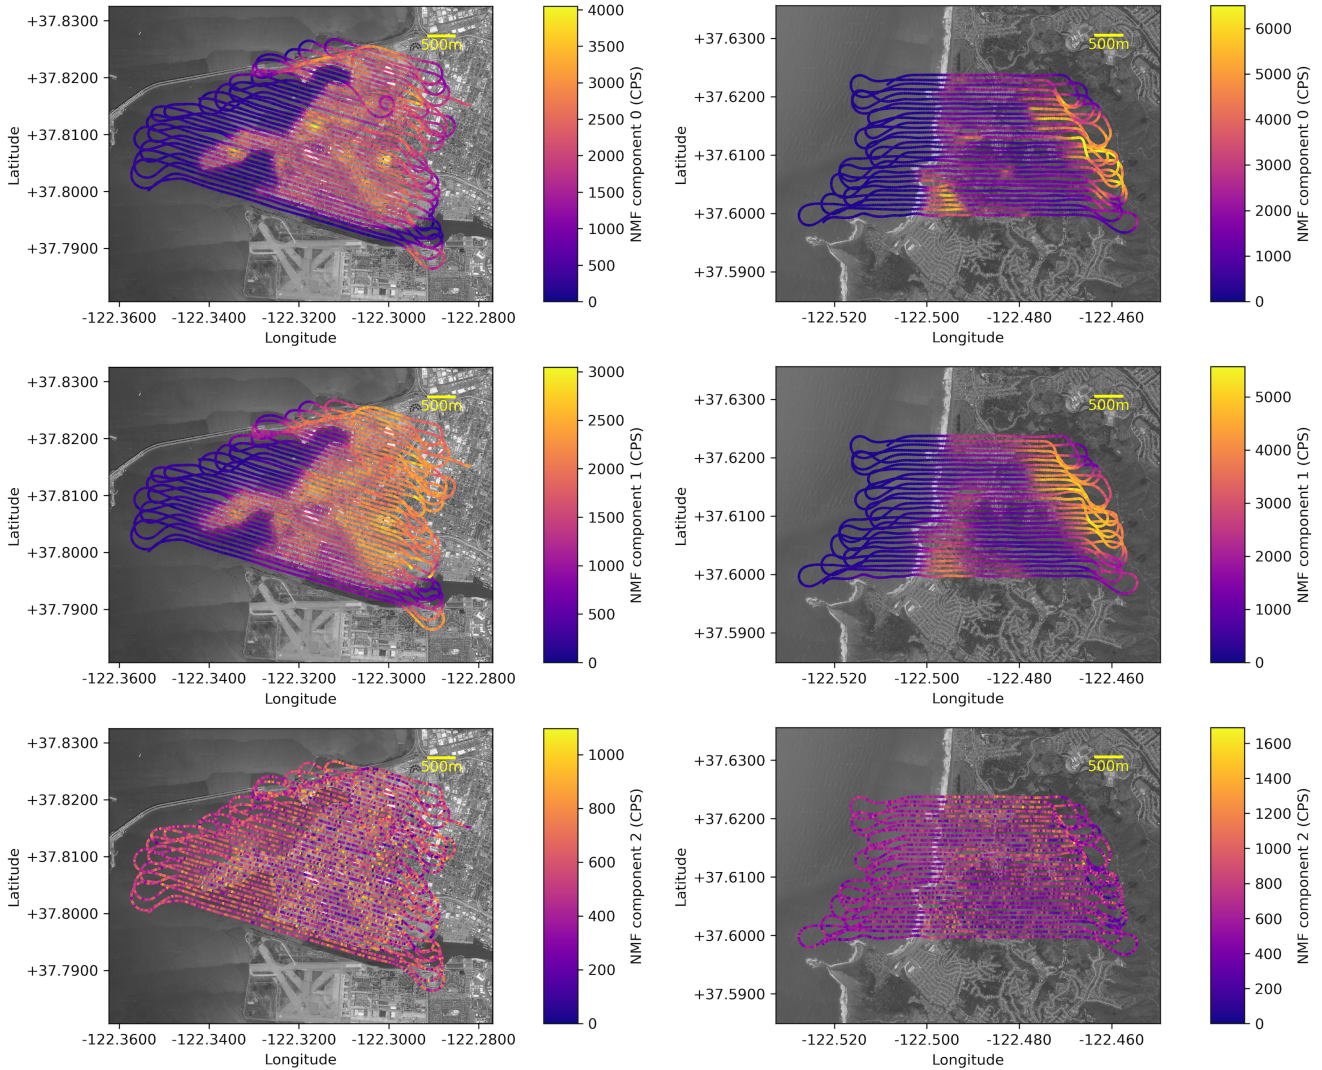 +37.8300
+37.8200
+37.8100
+37.8000
+37.7900
Latitude
500m
-122.3600 -122.3400 -122.3200 -122.3000 -122.2800
Longitude
4000
3500
3000
2500
2000
1500
1000
500
0
NMF component 0 (CPS)
+37.6300
+37.6200
+37.6100
+37.6000
+37.5900
Latitude
500m
-122.520 -122.500 -122.480 -122.460
Longitude
6000
5000
4000
3000
2000
1000
0
NMF component 0 (CPS)
+37.8300
+37.8200
+37.8100
+37.8000
+37.7900
Latitude
500m
-122.3600 -122.3400 -122.3200 -122.3000 -122.2800
Longitude
3000
2500
2000
1500
1000
500
0
NMF component 1 (CPS)
+37.6300
+37.6200
+37.6100
+37.6000
+37.5900
Latitude
500m
-122.520 -122.500 -122.480 -122.460
Longitude
5000
4000
3000
2000
1000
0
NMF component 1 (CPS)
+37.8300
+37.8200
+37.8100
+37.8000
+37.7900
Latitude
500m
-122.3600 -122.3400 -122.3200 -122.3000 -122.2800
Longitude
1000
800
600
400
200
0
NMF component 2 (CPS)
+37.6300
+37.6200
+37.6100
+37.6000
+37.5900
Latitude
500m
-122.520 -122.500 -122.480 -122.460
Longitude
1600
1400
1200
1000
800
600
400
200
0
NMF component 2 (CPS)